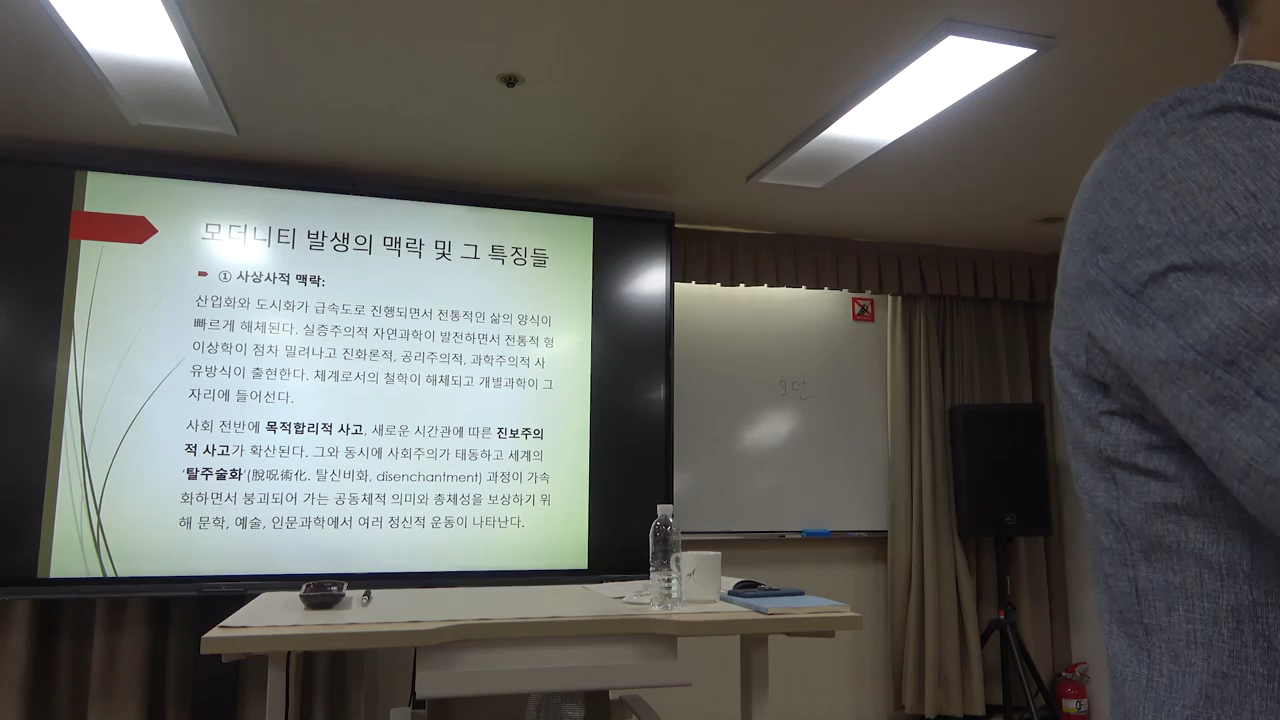 모더니티 발생의 맥락 및 그 특징들
① 사상사적 맥락:
산업화와 도시화가 급속도로 진행되면서 전통적인 삶의 양식이
빠르게 해체된다. 실증주의적 자연과학이 발전하면서 전통적 형
이상학이 점차 밀려나고 진화론적, 공리주의적, 과학주의적 사
유방식이 출현한다. 체계로서의 철학이 해체되고 개별과학이 그
자리에 들어선다.
사회 전반에 목적합리적 사고, 새로운 시간관에 따른 진보주의
적 사고가 확산된다. 그와 동시에 사회주의가 태동하고 세계의
‘탈주술화’(脫呪術化. 탈신비화, disenchantment) 과정이 가속
화하면서 붕괴되어 가는 공동체적 의미와 총체성을 보상하기 위
해 문학, 예술, 인문과학에서 여러 정신적 운동이 나타난다.
모던